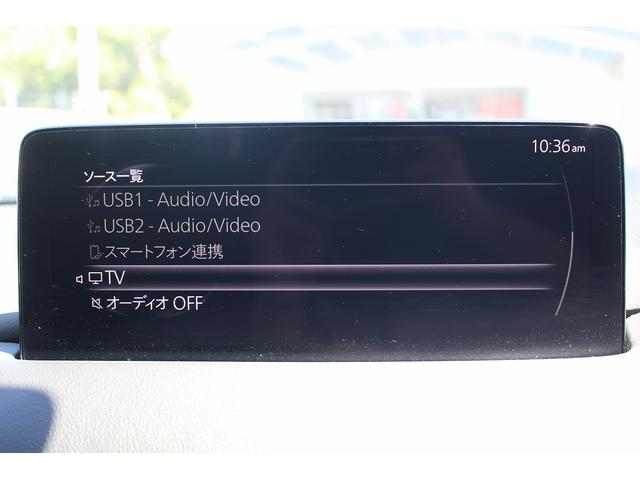 10:36am
ソース一覧
USB1 - Audio/Video
USB2 - Audio/Video
スマートフォン連携
TV
オーディオ OFF